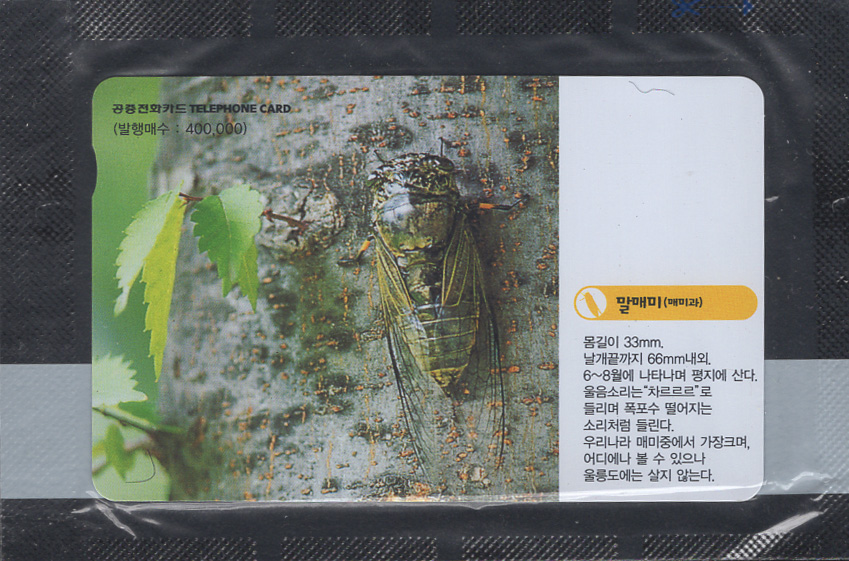 공중전화카드 TELEPHONE CARD
(발행매수 : 400,000)
말매미 (매미과)
몸길이 33mm.
날개끝까지 66mm내외.
6~8월에 나타나며 평지에 산다.
울음소리는"차르르르"로
들리며 폭포수 떨어지는
소리처럼 들린다.
우리나라 매미중에서 가장크며,
어디에나 볼 수 있으나
울릉도에는 살지 않는다.